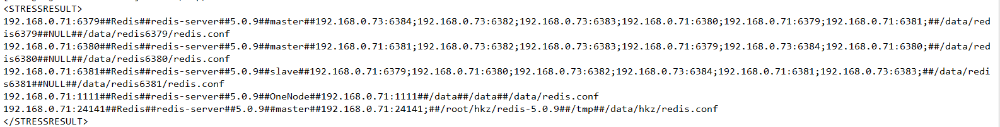 <STRESSRESULT>
192.168.0.71:6379##Redis##redis-server##5.0.9##master##192.168.0.73:6384;192.168.0.73:6382;192.168.0.73:6383;192.168.0.71:6380;192.168.0.71:6379;192.168.0.71:6381;##/data/red
is6379##NULL##/data/redis6379/redis.conf
192.168.0.71:6380##Redis##redis-server##5.0.9##master##192.168.0.71:6381;192.168.0.73:6382;192.168.0.73:6383;192.168.0.71:6379;192.168.0.73:6384;192.168.0.71:6380;##/data/red
is6380##NULL##/data/redis6380/redis.conf
192.168.0.71:6381##Redis##redis-server##5.0.9##slave##192.168.0.71:6379;192.168.0.71:6380;192.168.0.73:6382;192.168.0.73:6384;192.168.0.71:6381;192.168.0.73:6383;##/data/redi
s6381##NULL##/data/redis6381/redis.conf
192.168.0.71:1111##Redis##redis-server##5.0.9##OneNode##192.168.0.71:1111##/data##/data##/data/redis.conf
192.168.0.71:24141##Redis##redis-server##5.0.9##master##192.168.0.71:24141;##/root/hkz/redis-5.0.9##/tmp##/data/hkz/redis.conf
</STRESSRESULT>